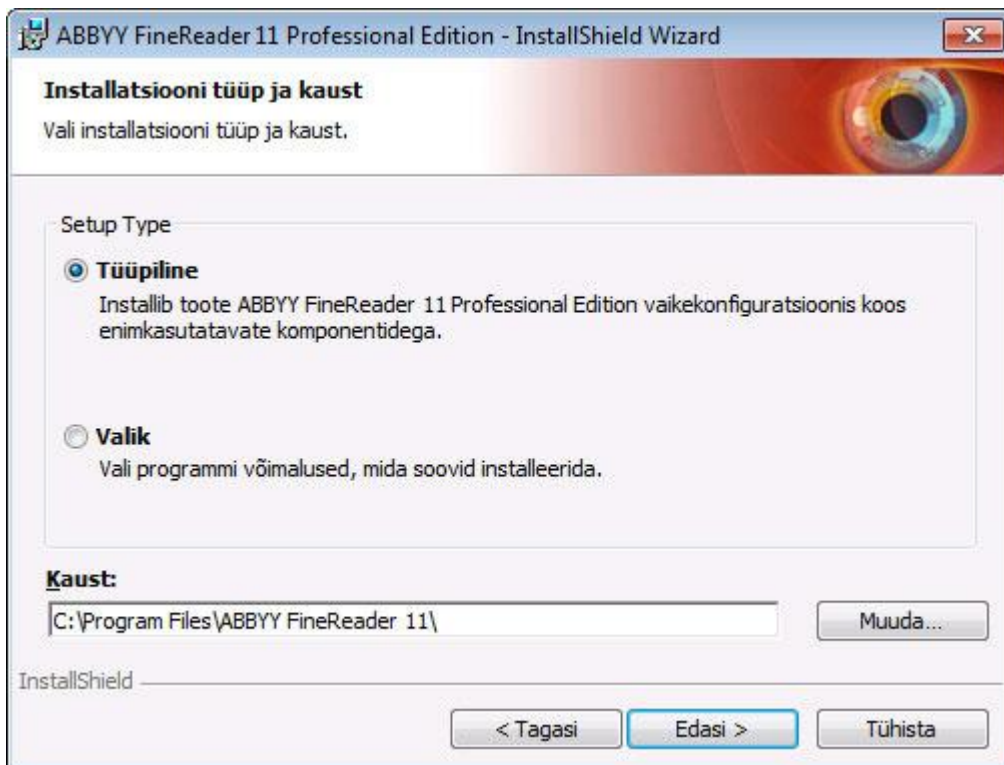 ABBYY FineReader 11 Professional Edition - InstallShield Wizard
Installatsiooni tüüp ja kaust
Vali installatsiooni tüüp ja kaust.
Setup Type
Tüüpiline
Installib toote ABBYY FineReader 11 Professional Edition vaikekonfiguratsioonis koos
enimkasutatavate komponentidega.
Valik
Vali programmi võimalused, mida soovid installeerida.
Kaust:
C:\Program Files\ABBYY FineReader 11\
Muuda...
InstallShield
< Tagasi
Edasi >
Tühista